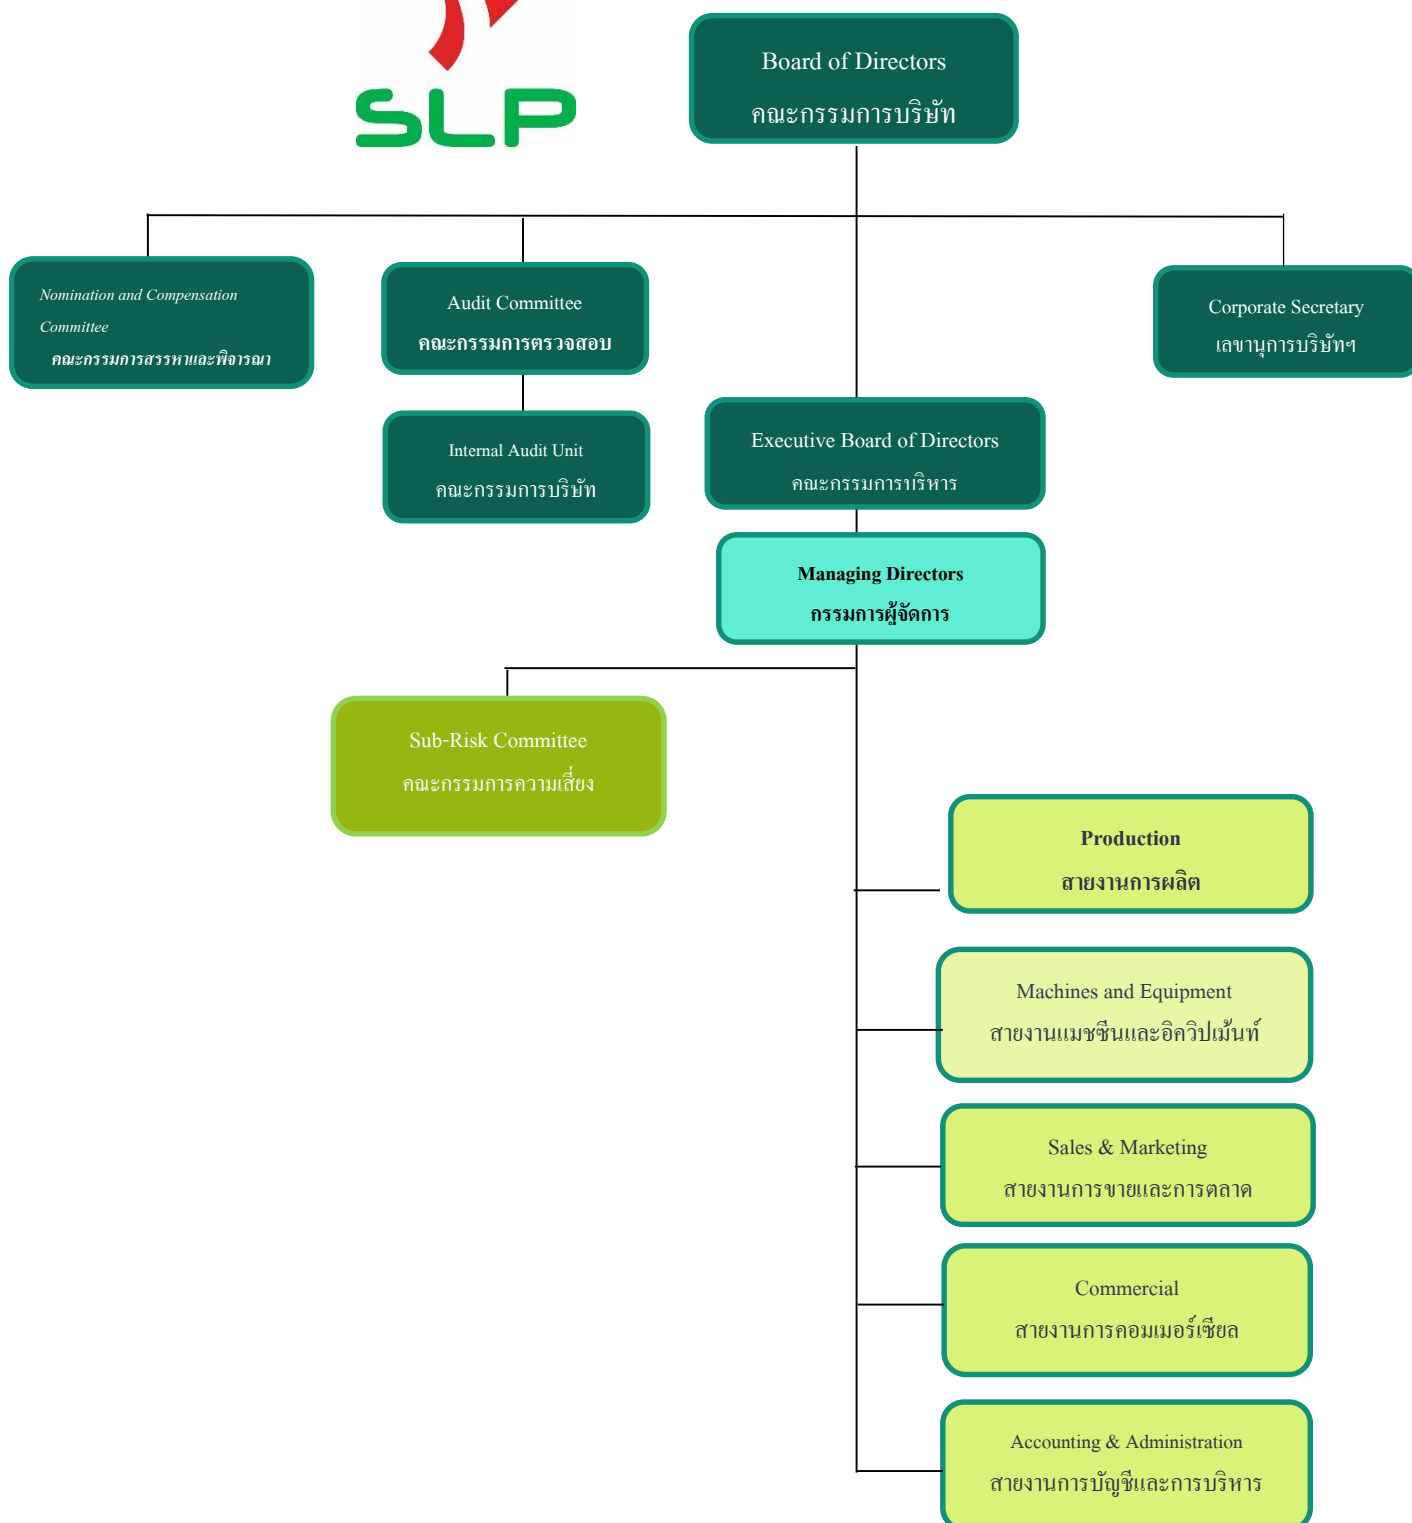 SLP
Board of Directors
คณะกรรมการบริษัท
Nomination and Compensation
Committee
คณะกรรมการสรรหาและพิจารณา
Audit Committee
คณะกรรมการตรวจสอบ
Corporate Secretary
เลขานุการบริษัทฯ
Internal Audit Unit
คณะกรรมการบริษัท
Executive Board of Directors
คณะกรรมการบริหาร
Managing Directors
กรรมการผู้จัดการ
Sub-Risk Committee
คณะกรรมการความเสี่ยง
Production
สายงานการผลิต
Machines and Equipment
สายงานแมชชีนและอิควิปเม้นท์
Sales & Marketing
สายงานการขายและการตลาด
Commercial
สายงานการคอมเมอร์เซียล
Accounting & Administration
สายงานการบัญชีและการบริหาร